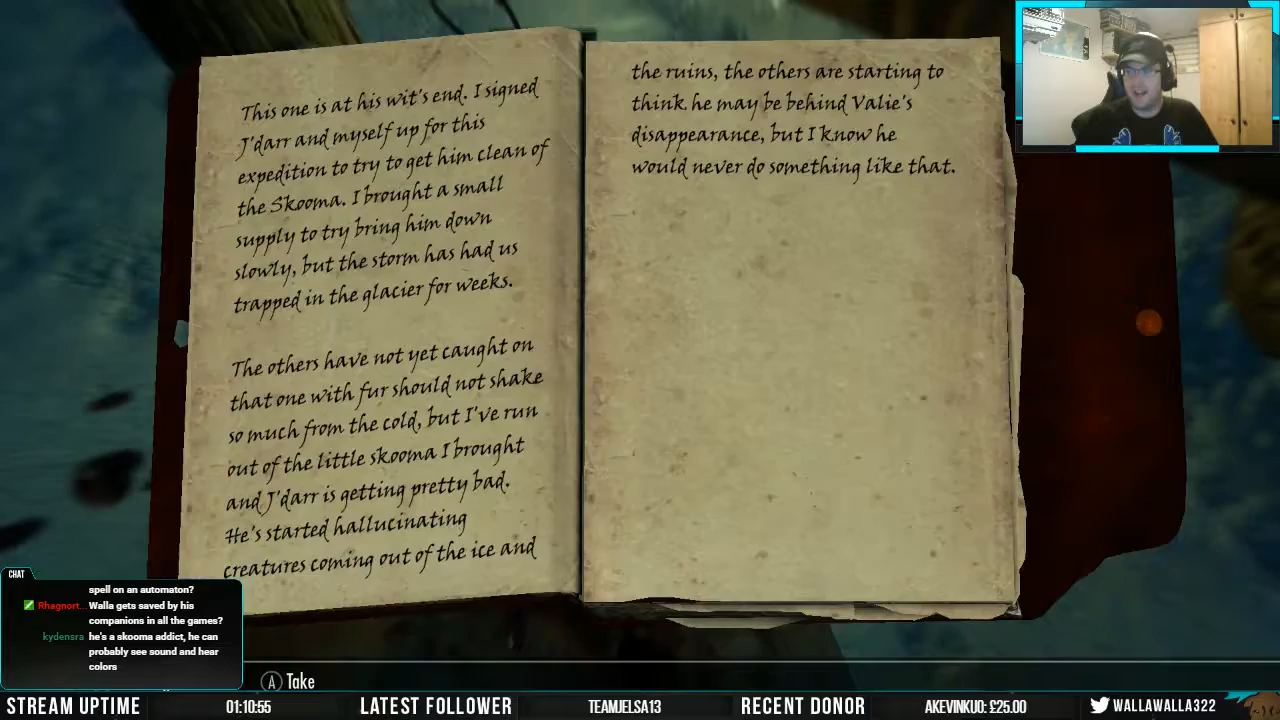 This one is at his wit's end. I signed
J'darr and myself up for this
expedition to try to get him clean of
the Skooma. I brought a small
supply to try bring him down
slowly, but the storm has had us
trapped in the glacier for weeks.
The others have not yet caught on
that one with fur should not shake
so much from the cold, but I've run
out of the little skooma I brought
and J'darr is getting pretty bad.
He's started hallucinating
creatures coming out of the ice and
the ruins, the others are starting to
think he may be behind Valie's
disappearance, but I know he
would never do something like that.
CHAT
spell on an automaton?
Rhagnort... Walla gets saved by his
companions in all the games?
kydensra he's a skooma addict, he can
probably see sound and hear
colors
A Take
STREAM UPTIME 01:10:55 LATEST FOLLOWER TEAMJELSA13 RECENT DONOR AKEVINKUO: £25.00 WALLAWALLA322